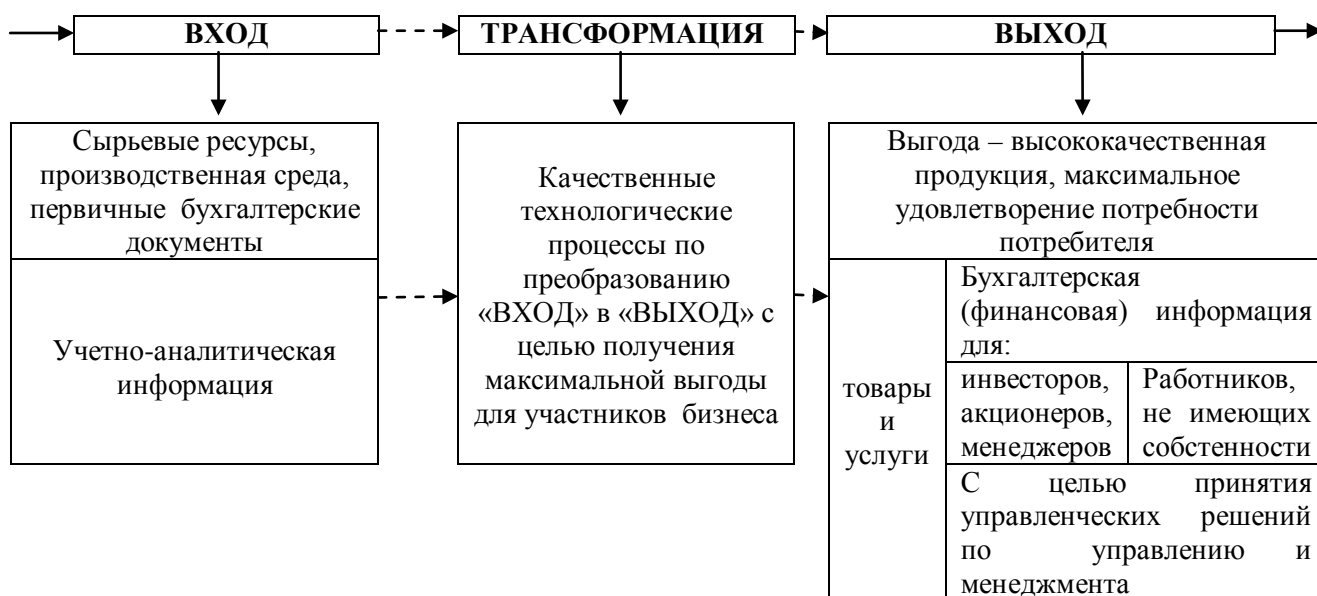 ВХОД
ТРАНСФОРМАЦИЯ
ВЫХОД
Сырьевые ресурсы,
производственная среда,
первичные бухгалтерские
документы
Учетно-аналитическая
информация
Качественные
технологические
процессы по
преобразованию
«ВХОД» в «ВЫХОД» с
целью получения
максимальной выгоды
для участников бизнеса
Выгода – высококачественная
продукция, максимальное
удовлетворение потребности
потребителя
товары
и
услуги
Бухгалтерская
(финансовая) информация
для:
инвесторов,
акционеров,
менеджеров
Работников,
не имеющих
собстенности
С целью принятия
управленческих решений
по управлению и
менеджмента